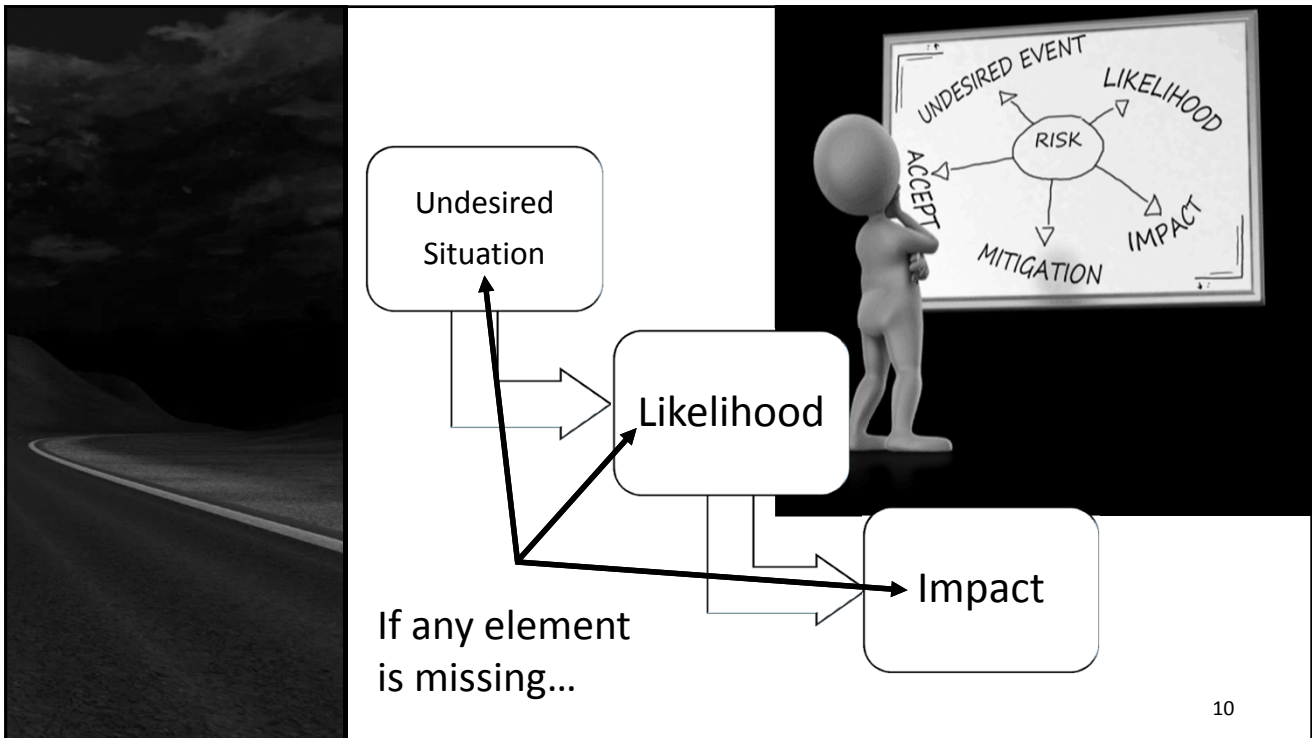 UNDESIRED EVENT
LIKELIHOOD
RISK
ACCEPT
IMPACT
MITIGATION
Undesired
Situation
Likelihood
Impact
If any element
is missing...
10